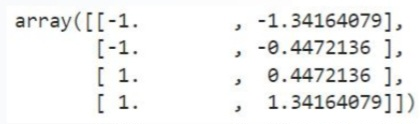 array([[-1.        , -1.34164079],
       [-1.        , -0.4472136 ],
       [ 1.        ,  0.4472136 ],
       [ 1.        ,  1.34164079]])